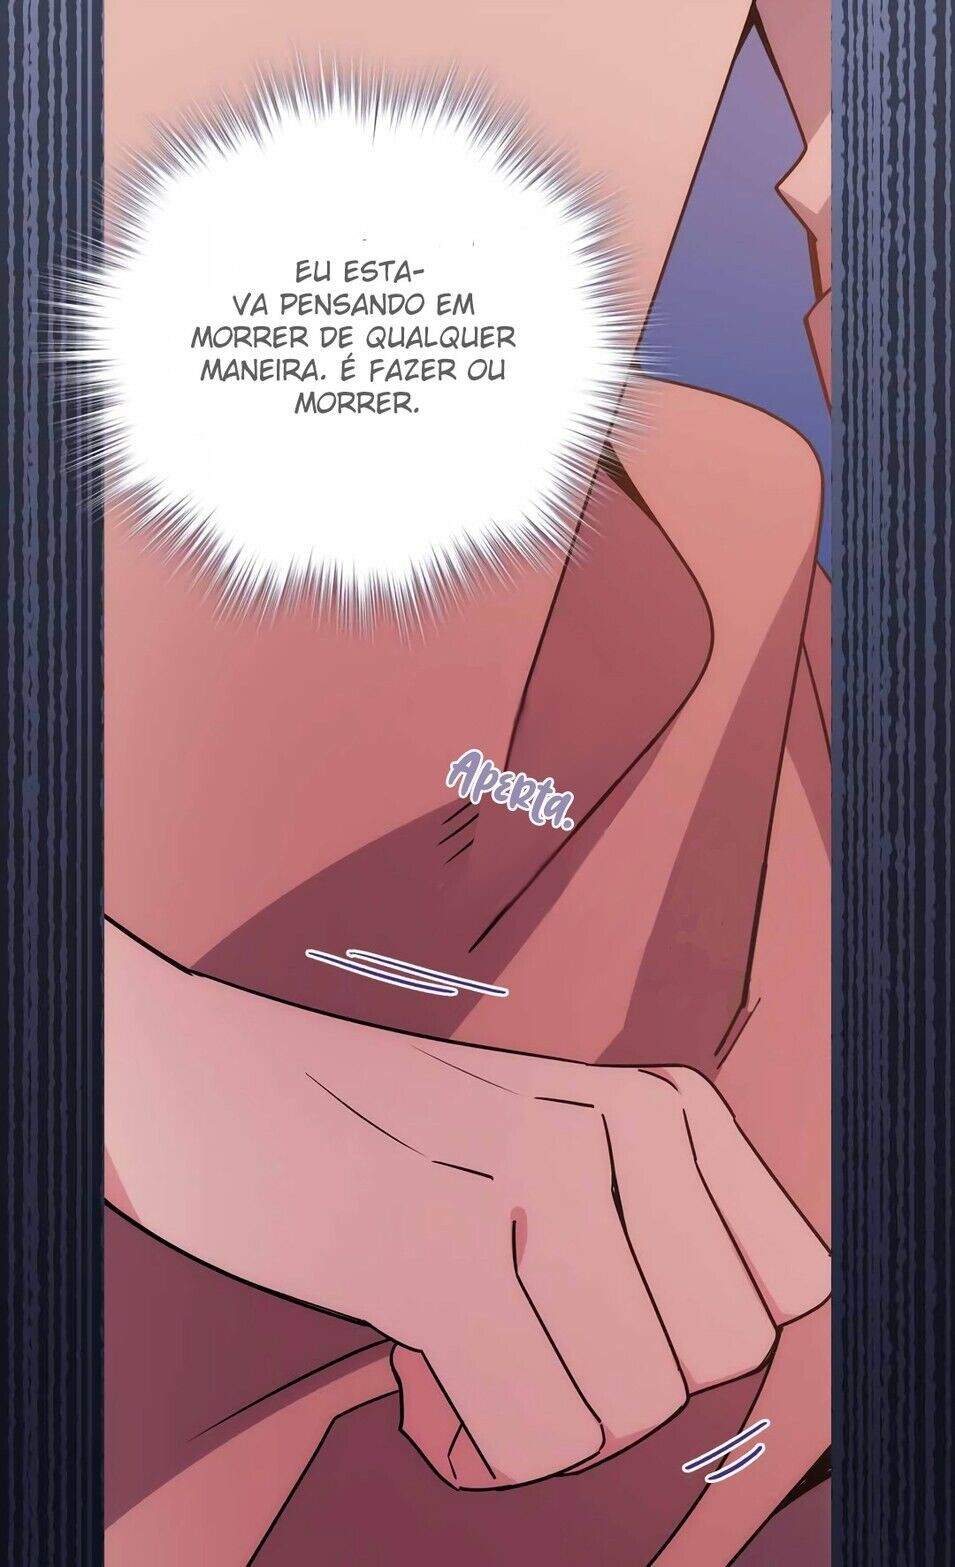 EU ESTA-
VA PENSANDO EM
MORRER DE QUALQUER
MANEIRA. É FAZER OU
MORRER.
APERTA.